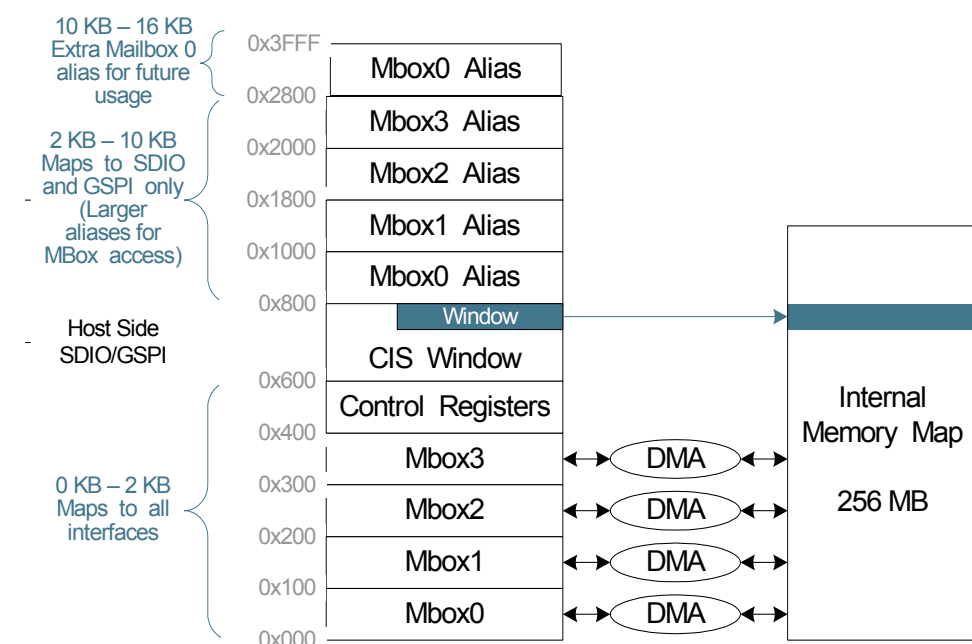 10 KB – 16 KB
Extra Mailbox 0
alias for future
usage
2 KB – 10 KB
Maps to SDIO
and GSPI only
(Larger
aliases for
MBox access)
Host Side
SDIO/GSPI
0 KB – 2 KB
Maps to all
interfaces
0x3FFF
Mbox0 Alias
0x2800
Mbox3 Alias
0x2000
Mbox2 Alias
0x1800
Mbox1 Alias
0x1000
Mbox0 Alias
0x800
Window
CIS Window
0x600
Control Registers
0x400
Mbox3
DMA
0x300
Mbox2
DMA
0x200
Mbox1
DMA
0x100
Mbox0
DMA
0x000
Internal
Memory Map
256 MB